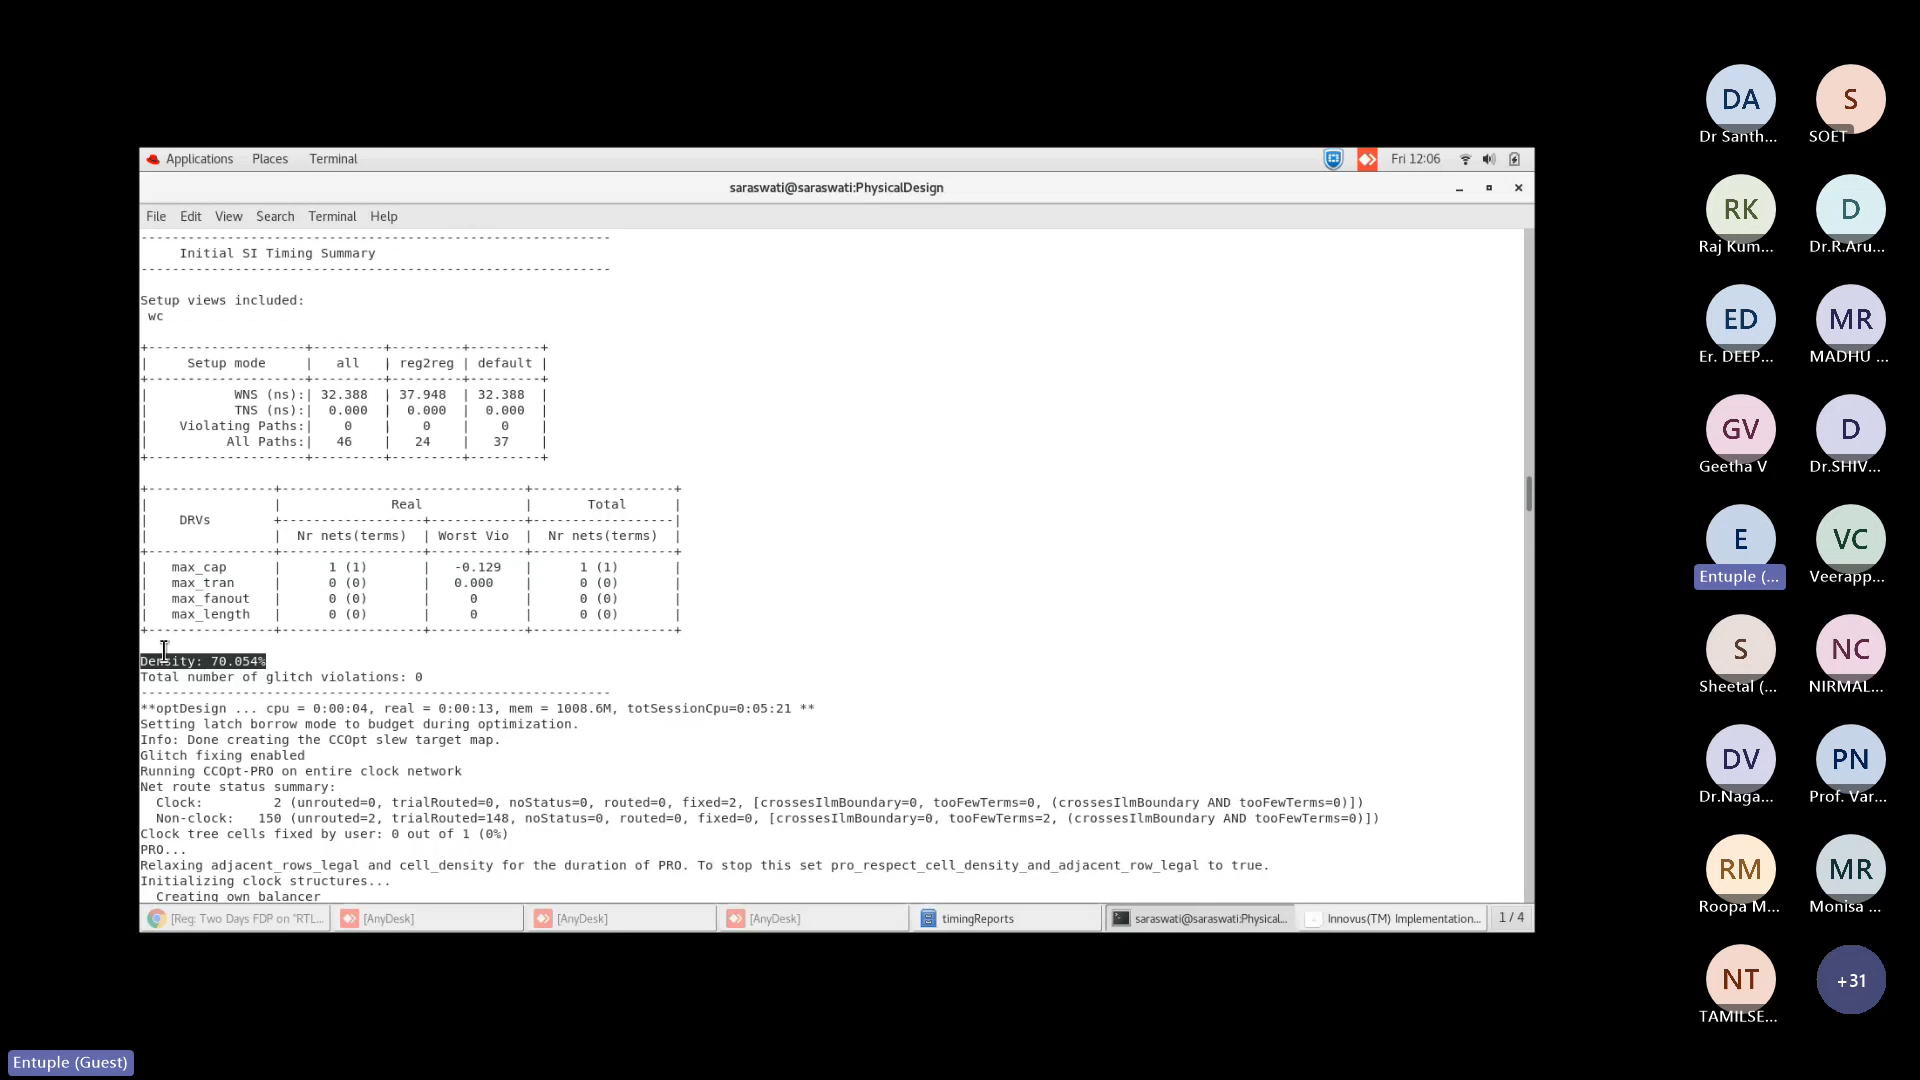 Applications Places Terminal Fri 12:06
saraswati@saraswati:PhysicalDesign
File Edit View Search Terminal Help
------------------------------------------------------------
Initial SI Timing Summary
------------------------------------------------------------
Setup views included:
wc
+--------------------+---------+---------+---------+
| Setup mode | all | reg2reg | default |
+--------------------+---------+---------+---------+
| WNS (ns):| 32.388 | 37.948 | 32.388 |
| TNS (ns):| 0.000 | 0.000 | 0.000 |
| Violating Paths:| 0 | 0 | 0 |
| All Paths:| 46 | 24 | 37 |
+--------------------+---------+---------+---------+
+----------------+-------------------------------+------------------+
| | Real | Total |
| DRVs +------------------+------------+------------------|
| | Nr nets(terms) | Worst Vio | Nr nets(terms) |
+----------------+------------------+------------+------------------+
| max_cap | 1 (1) | -0.129 | 1 (1) |
| max_tran | 0 (0) | 0.000 | 0 (0) |
| max_fanout | 0 (0) | 0 | 0 (0) |
| max_length | 0 (0) | 0 | 0 (0) |
+----------------+------------------+------------+------------------+
Density: 70.054%
Total number of glitch violations: 0
------------------------------------------------------------
**optDesign ... cpu = 0:00:04, real = 0:00:13, mem = 1008.6M, totSessionCpu=0:05:21 **
Setting latch borrow mode to budget during optimization.
Info: Done creating the CCOpt slew target map.
Glitch fixing enabled
Running CCOpt-PRO on entire clock network
Net route status summary:
Clock: 2 (unrouted=0, trialRouted=0, noStatus=0, routed=0, fixed=2, [crossesIlmBoundary=0, tooFewTerms=0, (crossesIlmBoundary AND tooFewTerms=0)])
Non-clock: 150 (unrouted=2, trialRouted=148, noStatus=0, routed=0, fixed=0, [crossesIlmBoundary=0, tooFewTerms=2, (crossesIlmBoundary AND tooFewTerms=0)])
Clock tree cells fixed by user: 0 out of 1 (0%)
PRO...
Relaxing adjacent_rows_legal and cell_density for the duration of PRO. To stop this set pro_respect_cell_density_and_adjacent_row_legal to true.
Initializing clock structures...
Creating own balancer
[Reg: Two Days FDP on "RTL... [AnyDesk] [AnyDesk] [AnyDesk] timingReports saraswati@saraswati:Physical... Innovus(TM) Implementation... 1 / 4
DA S
Dr Santh... SOET
RK D
Raj Kum... Dr.R.Aru...
ED MR
Er. DEEP... MADHU ...
GV D
Geetha V Dr.SHIV...
E VC
Entuple (... Veerapp...
S NC
Sheetal (... NIRMAL...
DV PN
Dr.Naga... Prof. Var...
RM MR
Roopa M... Monisa ...
NT +31
TAMILSE...
Entuple (Guest)